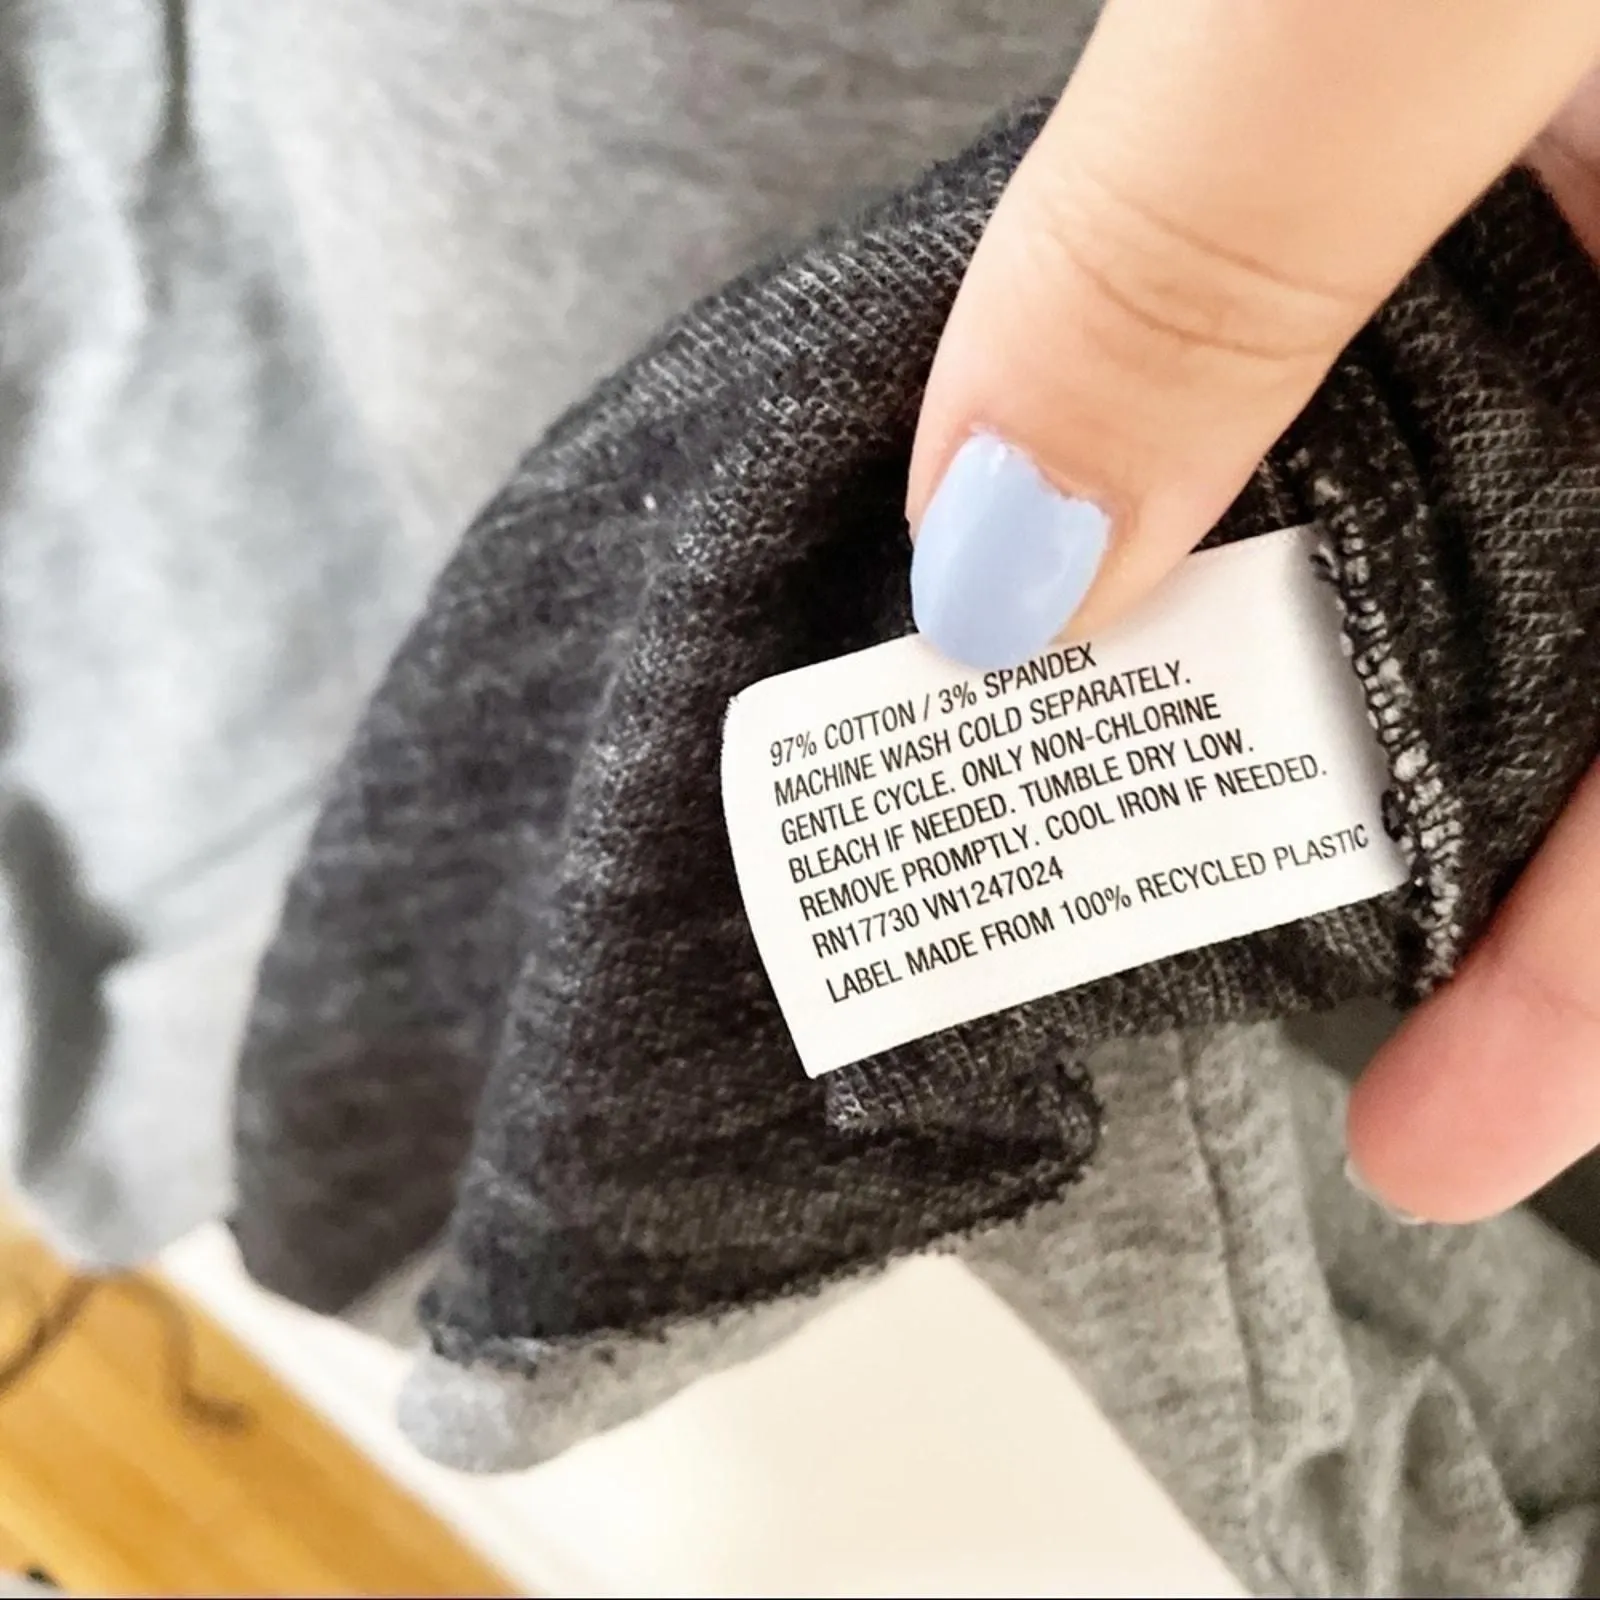 97% COTTON / 3% SPANDEX
MACHINE WASH COLD SEPARATELY.
GENTLE CYCLE. ONLY NON-CHLORINE
BLEACH IF NEEDED. TUMBLE DRY LOW.
REMOVE PROMPTLY. COOL IRON IF NEEDED.
RN17730 VN1247024
LABEL MADE FROM 100% RECYCLED PLASTIC